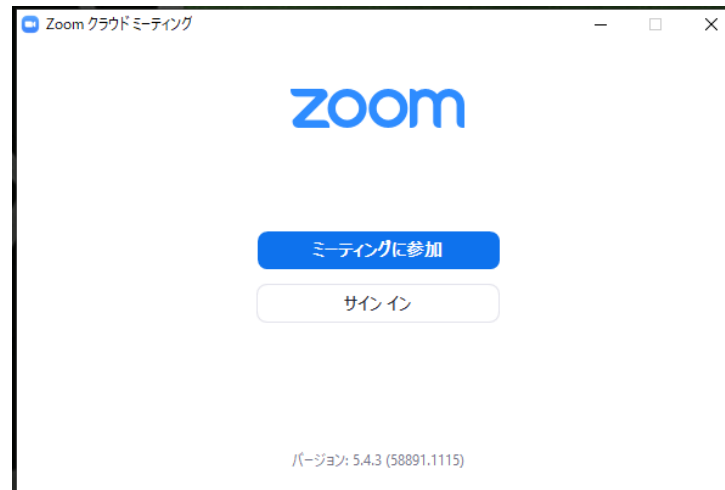 Zoom クラウド ミーティング
zoom
ミーティングに参加
サイン イン
バージョン: 5.4.3 (58891.1115)